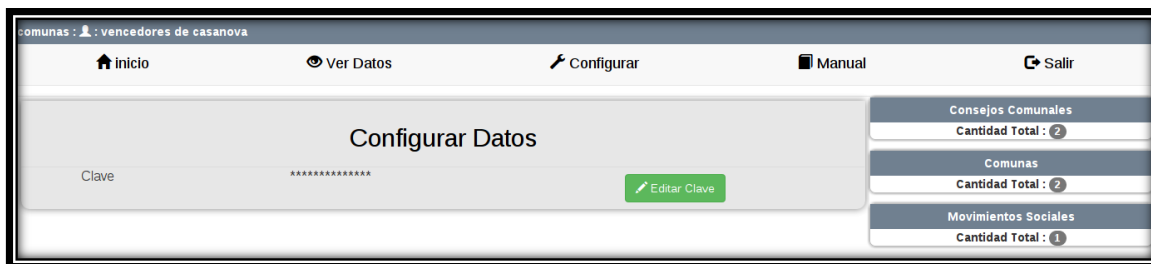 comunas : : vencedores de casanova
inicio Ver Datos Configurar Manual Salir
Configurar Datos
Clave ************** Editar Clave
Consejos Comunales
Cantidad Total : 2
Comunas
Cantidad Total : 2
Movimientos Sociales
Cantidad Total : 1